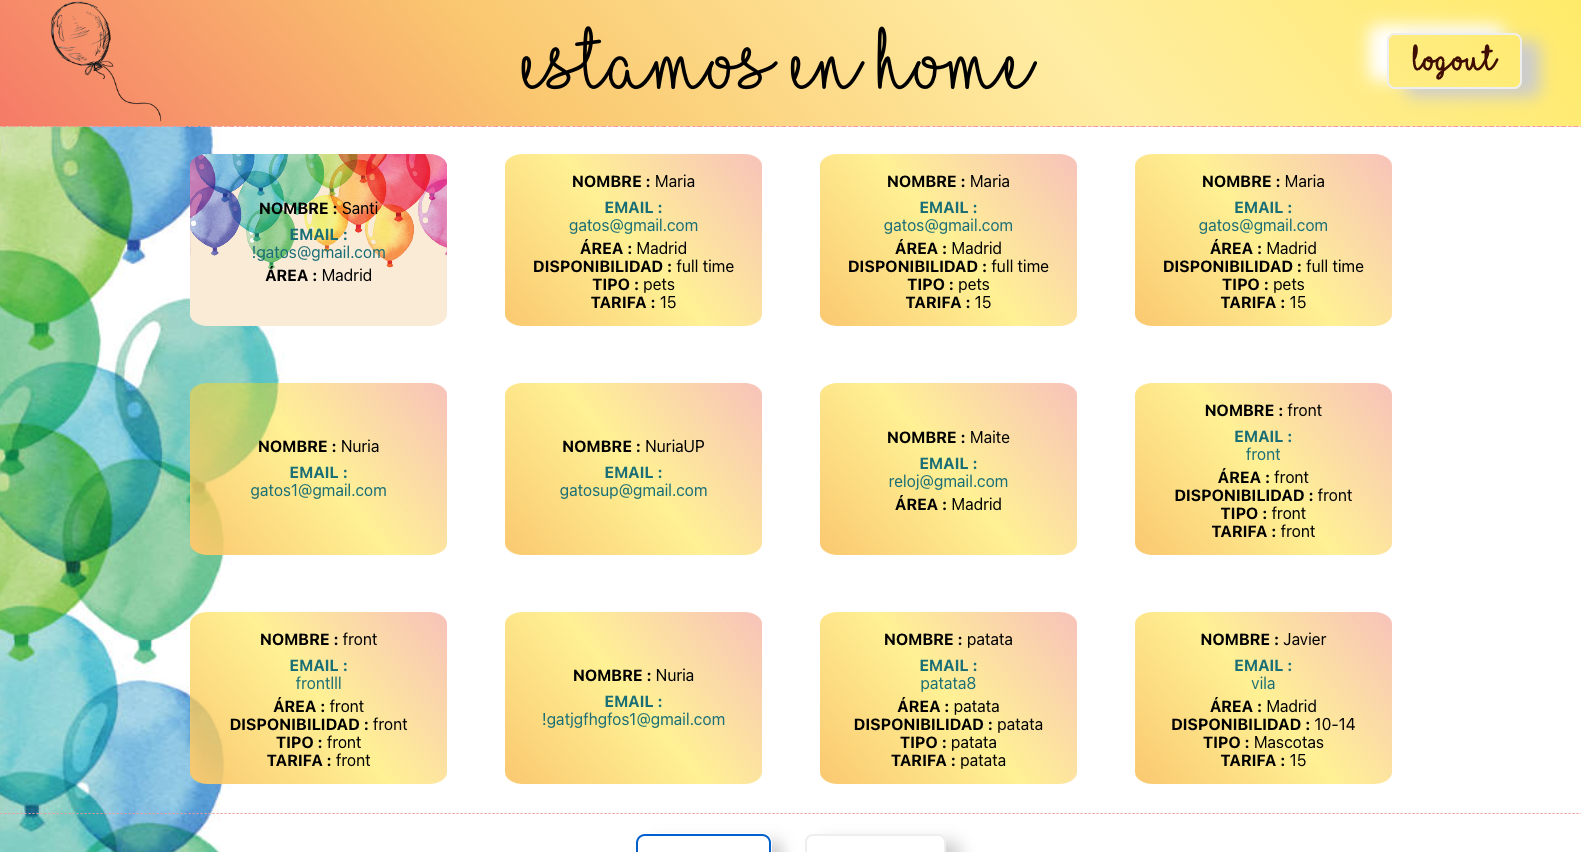 estamos en home
logout
NOMBRE : Santi
EMAIL :
!gatos@gmail.com
ÁREA : Madrid
NOMBRE : Maria
EMAIL :
gatos@gmail.com
ÁREA : Madrid
DISPONIBILIDAD : full time
TIPO : pets
TARIFA : 15
NOMBRE : Maria
EMAIL :
gatos@gmail.com
ÁREA : Madrid
DISPONIBILIDAD : full time
TIPO : pets
TARIFA : 15
NOMBRE : Maria
EMAIL :
gatos@gmail.com
ÁREA : Madrid
DISPONIBILIDAD : full time
TIPO : pets
TARIFA : 15
NOMBRE : Nuria
EMAIL :
gatos1@gmail.com
NOMBRE : NuriaUP
EMAIL :
gatosup@gmail.com
NOMBRE : Maite
EMAIL :
reloj@gmail.com
ÁREA : Madrid
NOMBRE : front
EMAIL :
front
ÁREA : front
DISPONIBILIDAD : front
TIPO : front
TARIFA : front
NOMBRE : front
EMAIL :
frontlll
ÁREA : front
DISPONIBILIDAD : front
TIPO : front
TARIFA : front
NOMBRE : Nuria
EMAIL :
!gatjgfhgfos1@gmail.com
NOMBRE : patata
EMAIL :
patata8
ÁREA : patata
DISPONIBILIDAD : patata
TIPO : patata
TARIFA : patata
NOMBRE : Javier
EMAIL :
vila
ÁREA : Madrid
DISPONIBILIDAD : 10-14
TIPO : Mascotas
TARIFA : 15